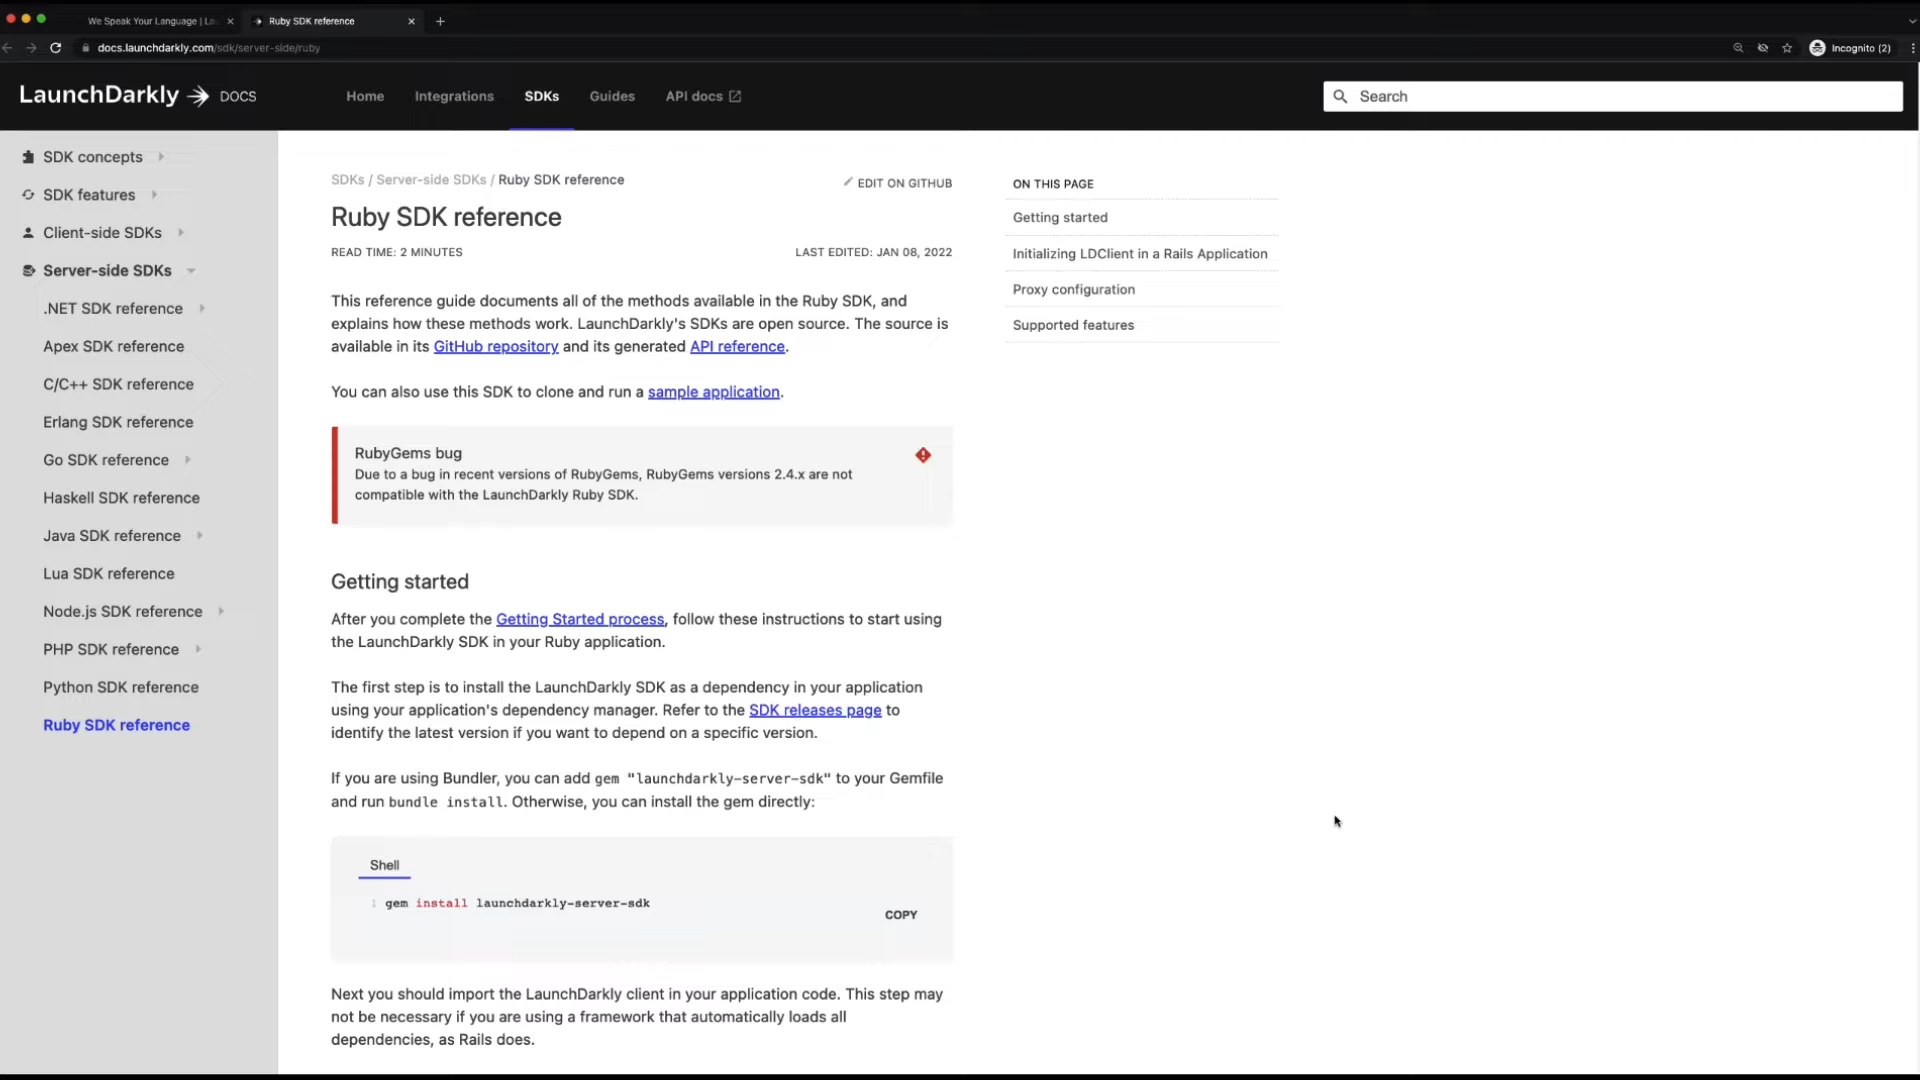 We Speak Your Language | La
Ruby SDK reference
docs.launchdarkly.com/sdk/server-side/ruby
Incognito (2)
LaunchDarkly DOCS
Home
Integrations
SDKs
Guides
API docs
Search
SDK concepts
SDK features
Client-side SDKs
Server-side SDKs
.NET SDK reference
Apex SDK reference
C/C++ SDK reference
Erlang SDK reference
Go SDK reference
Haskell SDK reference
Java SDK reference
Lua SDK reference
Node.js SDK reference
PHP SDK reference
Python SDK reference
Ruby SDK reference
SDKs / Server-side SDKs / Ruby SDK reference
EDIT ON GITHUB
Ruby SDK reference
READ TIME: 2 MINUTES
LAST EDITED: JAN 08, 2022
This reference guide documents all of the methods available in the Ruby SDK, and
explains how these methods work. LaunchDarkly's SDKs are open source. The source is
available in its GitHub repository and its generated API reference.
You can also use this SDK to clone and run a sample application.
RubyGems bug
Due to a bug in recent versions of RubyGems, RubyGems versions 2.4.x are not
compatible with the LaunchDarkly Ruby SDK.
Getting started
After you complete the Getting Started process, follow these instructions to start using
the LaunchDarkly SDK in your Ruby application.
The first step is to install the LaunchDarkly SDK as a dependency in your application
using your application's dependency manager. Refer to the SDK releases page to
identify the latest version if you want to depend on a specific version.
If you are using Bundler, you can add gem "launchdarkly-server-sdk" to your Gemfile
and run bundle install. Otherwise, you can install the gem directly:
Shell
1 gem install launchdarkly-server-sdk
COPY
Next you should import the LaunchDarkly client in your application code. This step may
not be necessary if you are using a framework that automatically loads all
dependencies, as Rails does.
ON THIS PAGE
Getting started
Initializing LDClient in a Rails Application
Proxy configuration
Supported features